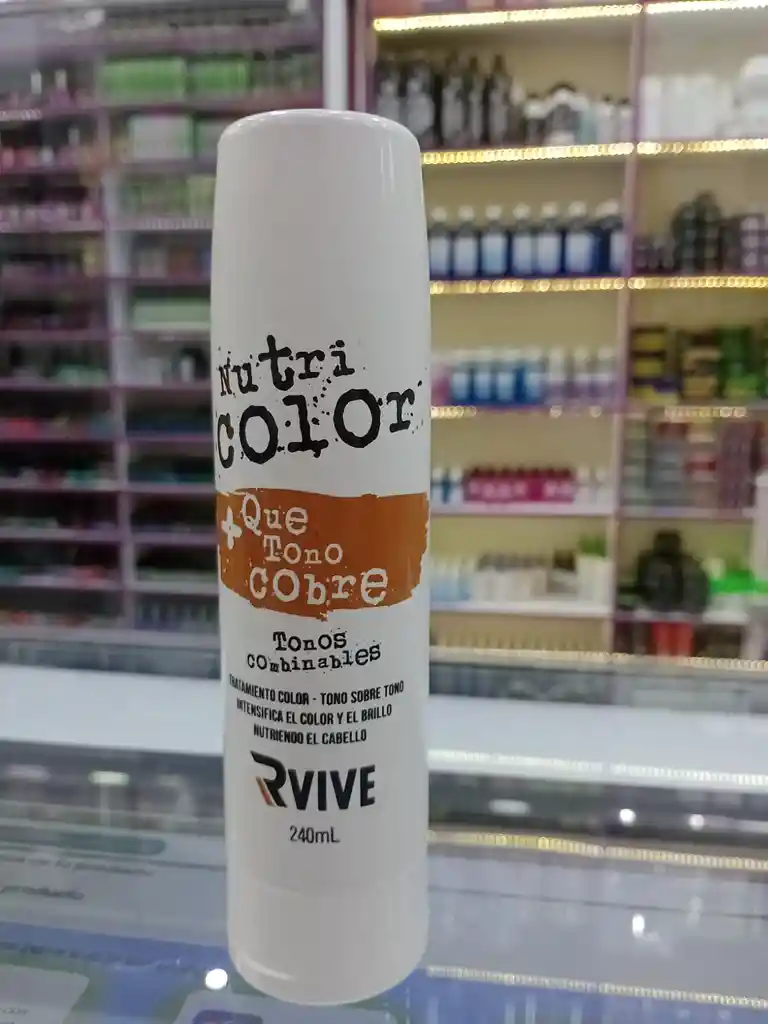 Nutri
color
+ Que
Tono
cobre
Tonos
combinables
TRATAMIENTO COLOR - TONO SOBRE TONO
INTENSIFICA EL COLOR Y EL BRILLO
NUTRIENDO EL CABELLO
RVIVE
240mL